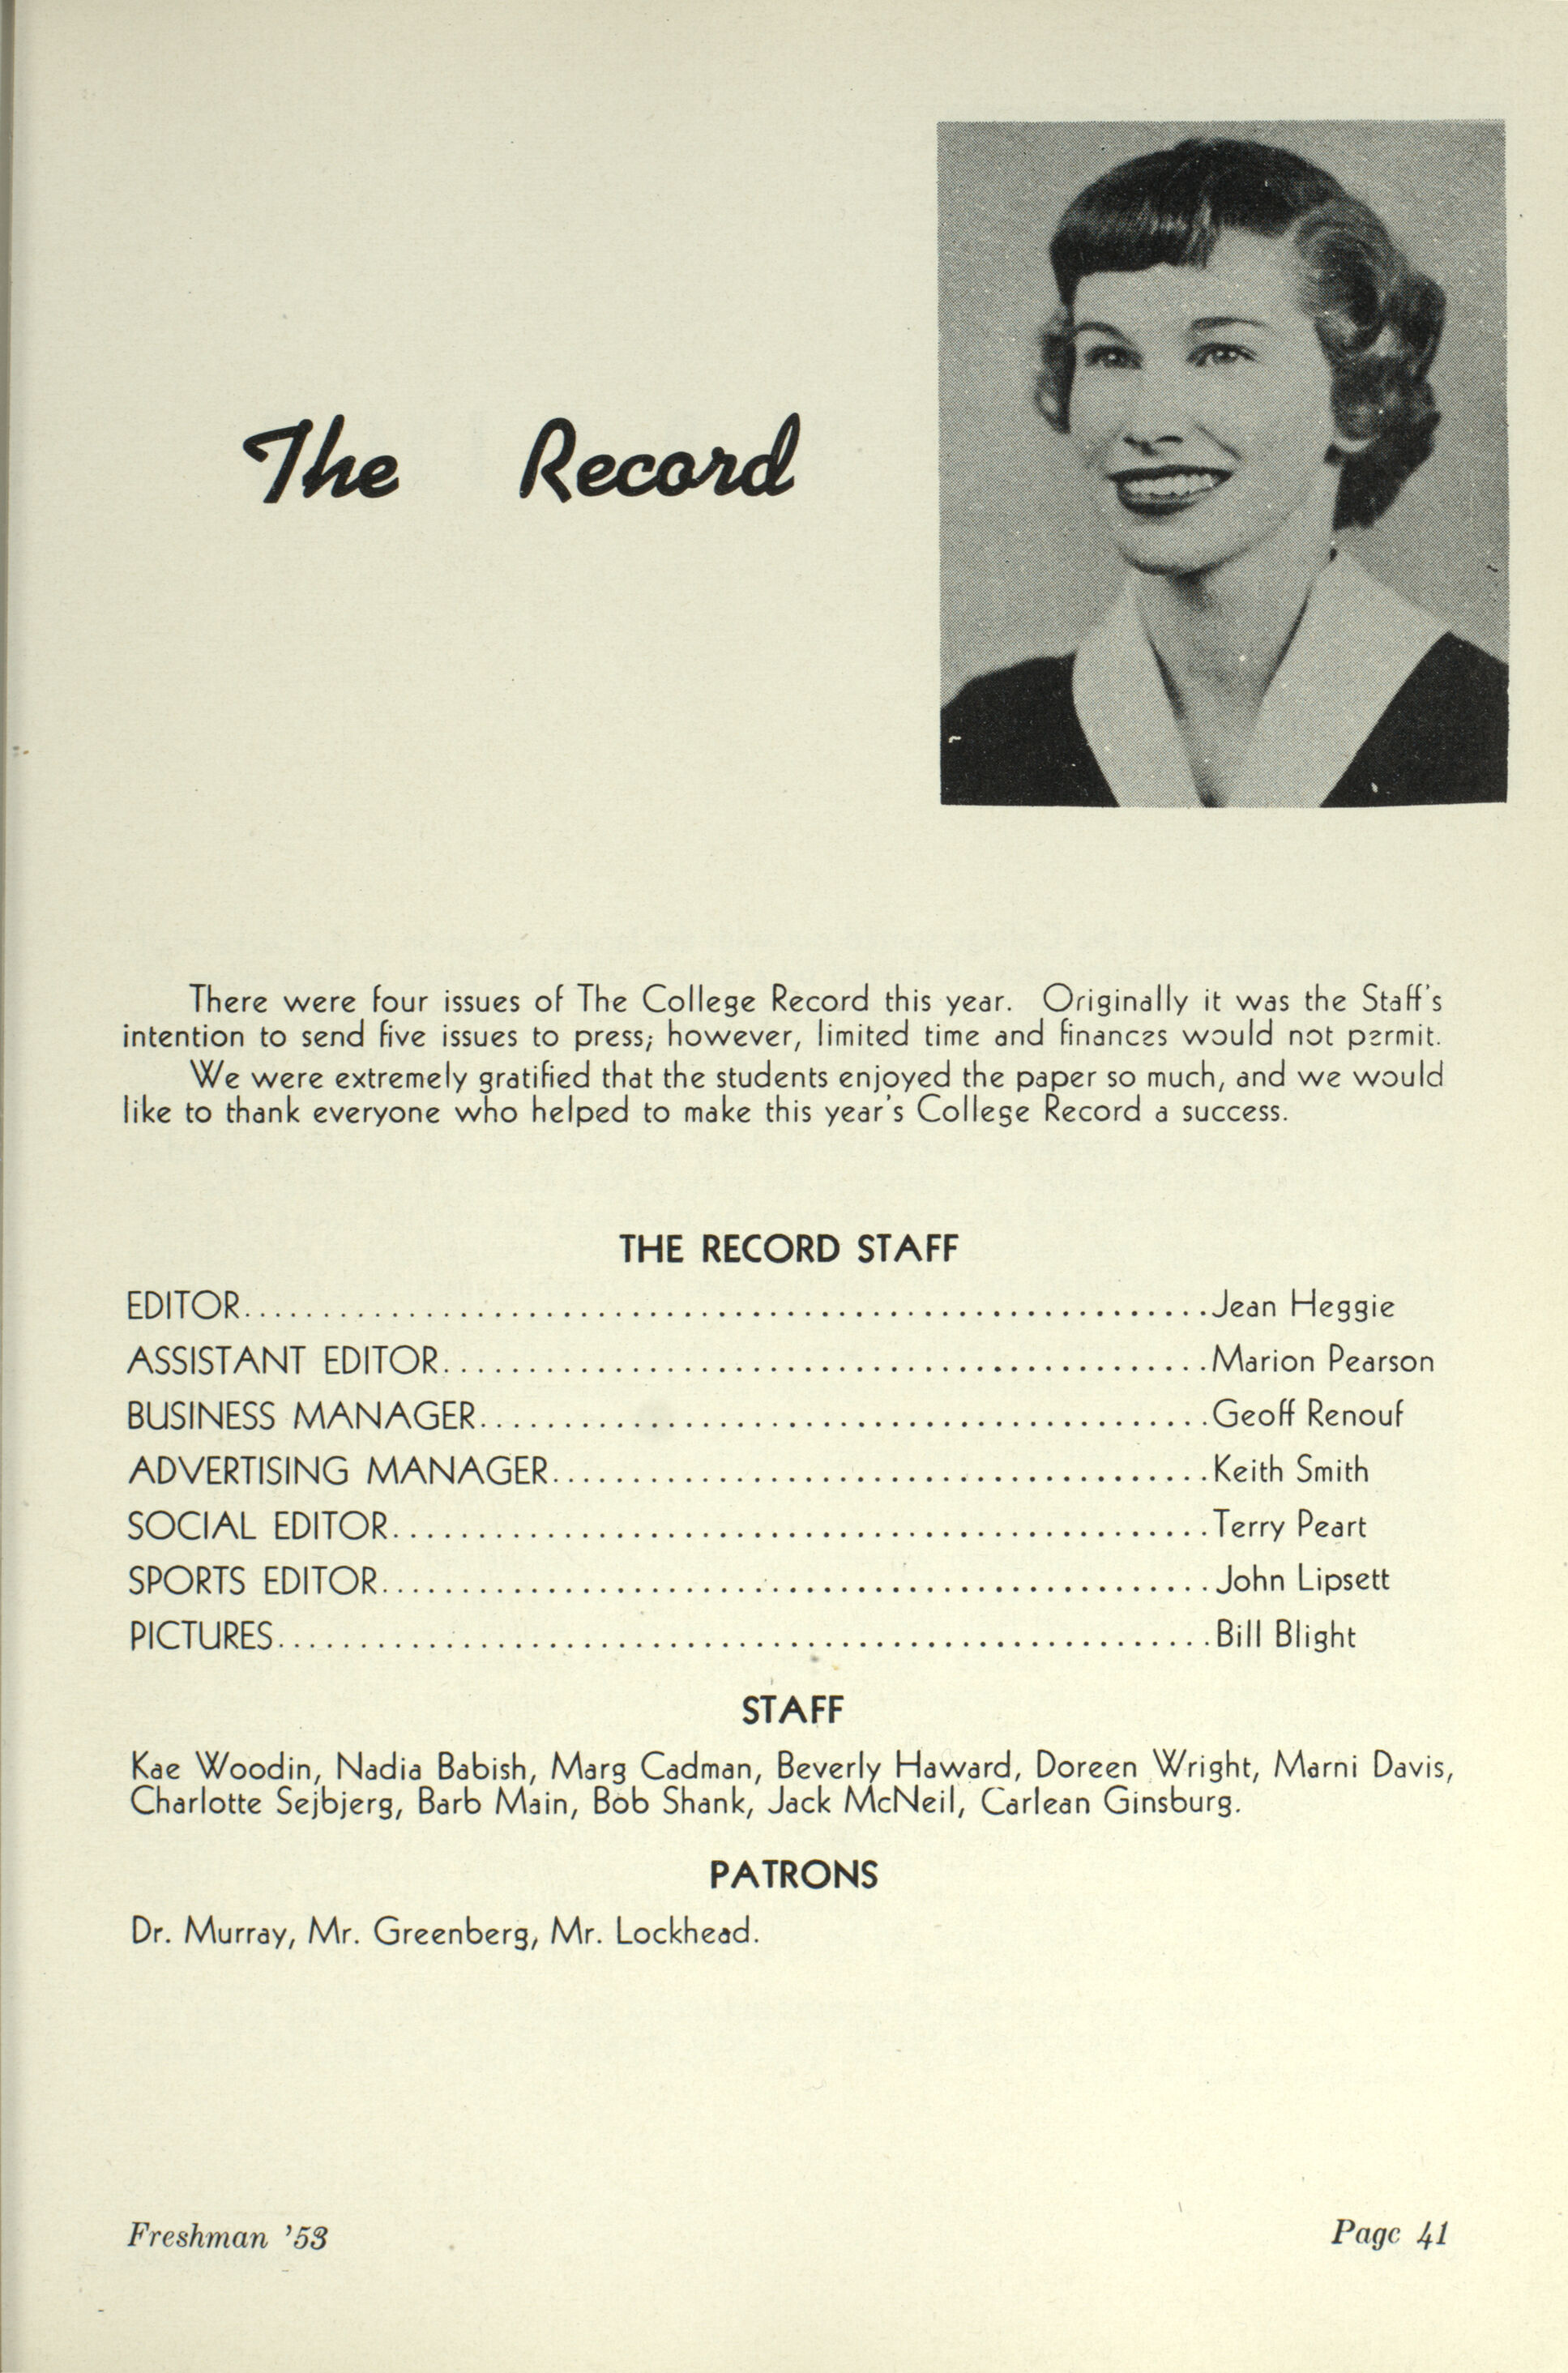 The Record
There were four issues of The College Record this year. Originally it was the Staff's
intention to send five issues to press; however, limited time and finances would not permit.
We were extremely gratified that the students enjoyed the paper so much, and we would
like to thank everyone who helped to make this year's College Record a success.
THE RECORD STAFF
EDITOR........................................................Jean Heggie
ASSISTANT EDITOR........................................................Marion Pearson
BUSINESS MANAGER........................................................Geoff Renouf
ADVERTISING MANAGER........................................................Keith Smith
SOCIAL EDITOR........................................................Terry Peart
SPORTS EDITOR........................................................John Lipsett
PICTURES........................................................Bill Blight
STAFF
Kae Woodin, Nadia Babish, Marg Cadman, Beverly Haward, Doreen Wright, Marni Davis,
Charlotte Sejbjerg, Barb Main, Bob Shank, Jack McNeil, Carlean Ginsburg.
PATRONS
Dr. Murray, Mr. Greenberg, Mr. Lockhead.
Freshman '53
Page 41